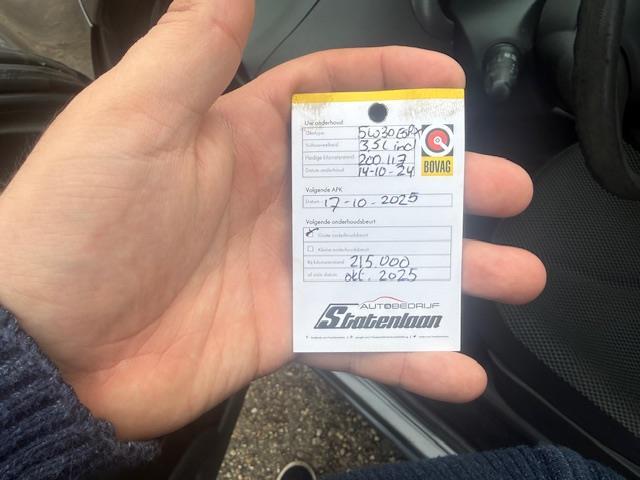 Uw onderhoud
Olietype 5W30
Vulhoeveelheid 3,5L incl
Huidige kilometerstand 200.117
Datum onderhoud 14-10-24
BOVAG
Volgende APK
Datum 17-10-2025
Volgende onderhoudsbeurt
Grote onderhoudsbeurt
Kleine onderhoudsbeurt
Bij kilometerstand 215.000
of vóór datum okt. 2025
AUTOBEDRIJF
Statenlaan